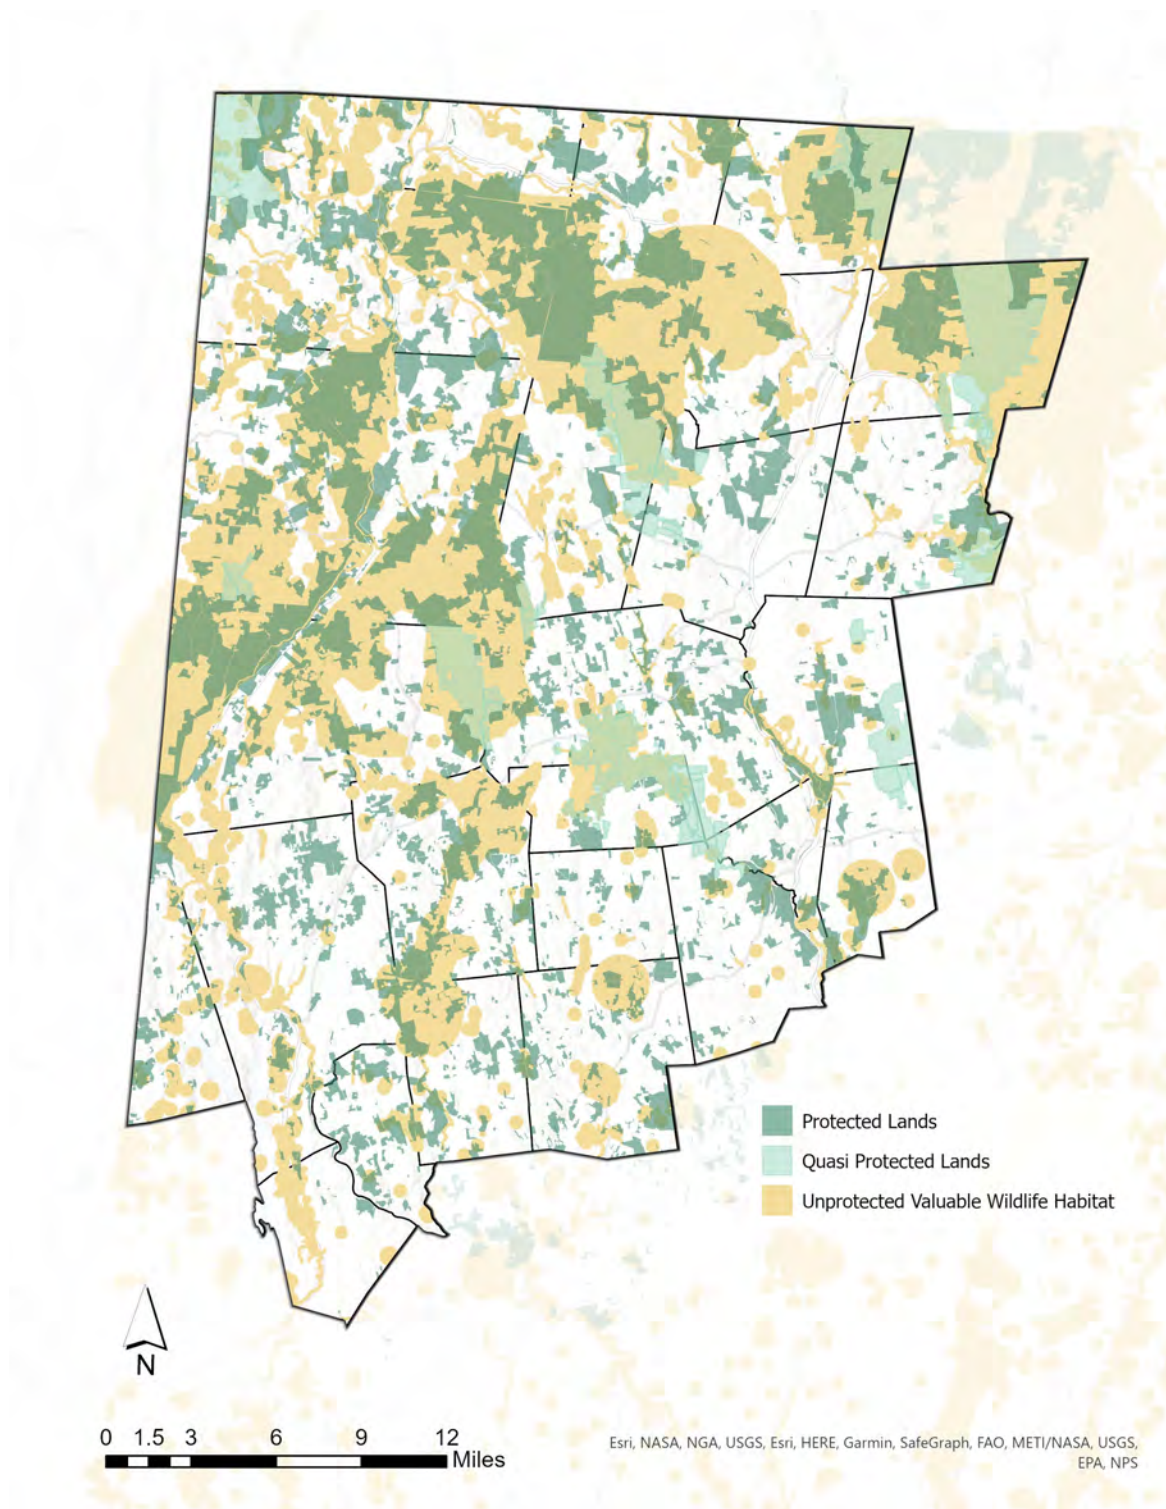 Protected Lands
Quasi Protected Lands
Unprotected Valuable Wildlife Habitat
N
0 1.5 3 6 9 12
Miles
Esri, NASA, NGA, USGS, Esri, HERE, Garmin, SafeGraph, FAO, METI/NASA, USGS,
EPA, NPS